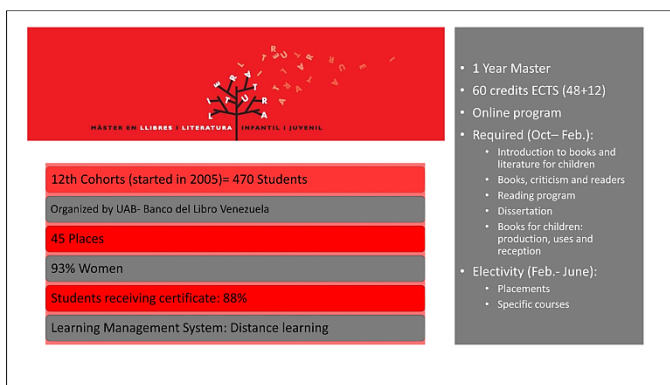 MÀSTER EN LLIBRES I LITERATURA INFANTIL I JUVENIL
12th Cohorts (started in 2005)= 470 Students
Organized by UAB- Banco del Libro Venezuela
45 Places
93% Women
Students receiving certificate: 88%
Learning Management System: Distance learning
• 1 Year Master
• 60 credits ECTS (48+12)
• Online program
• Required (Oct– Feb.):
• Introduction to books and
literature for children
• Books, criticism and readers
• Reading program
• Dissertation
• Books for children:
production, uses and
reception
• Electivity (Feb.- June):
• Placements
• Specific courses